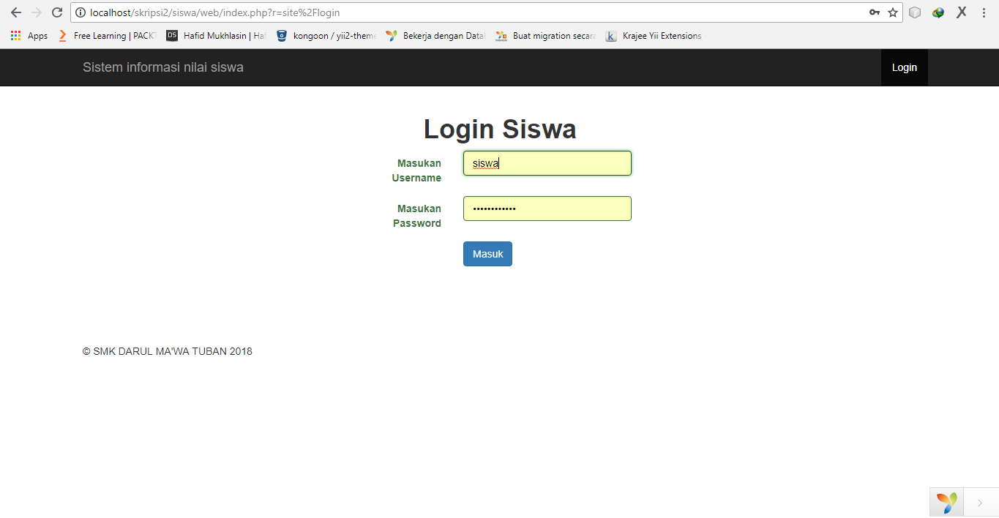 localhost/skripsi2/siswa/web/index.php?r=site%2Flogin
Apps Free Learning | PACKT Hafid Mukhlasin | Haf kongoon / yii2-theme Bekerja dengan Datab Buat migration secara Krajee Yii Extensions
Sistem informasi nilai siswa Login
Login Siswa
Masukan
Username
siswa
Masukan
Password
••••••••••••
Masuk
© SMK DARUL MA'WA TUBAN 2018